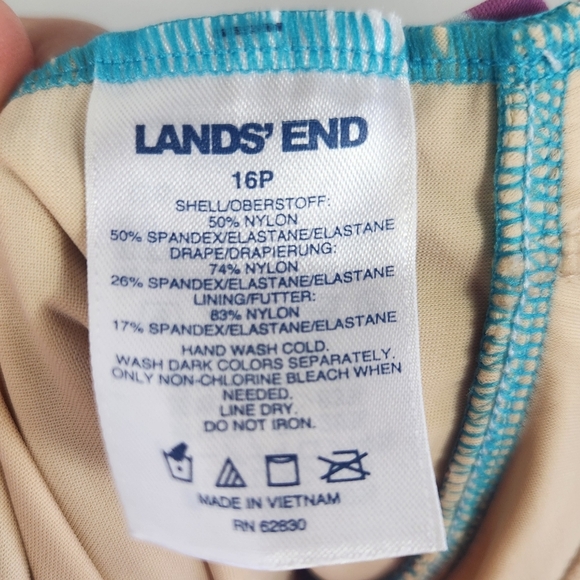 LANDS' END
16P
SHELL/OBERSTOFF:
50% NYLON
50% SPANDEX/ELASTANE/ELASTANE
DRAPE/DRAPIERUNG:
74% NYLON
26% SPANDEX/ELASTANE/ELASTANE
LINING/FUTTER:
83% NYLON
17% SPANDEX/ELASTANE/ELASTANE
HAND WASH COLD.
WASH DARK COLORS SEPARATELY.
ONLY NON-CHLORINE BLEACH WHEN
NEEDED.
LINE DRY.
DO NOT IRON.
MADE IN VIETNAM
RN 62830